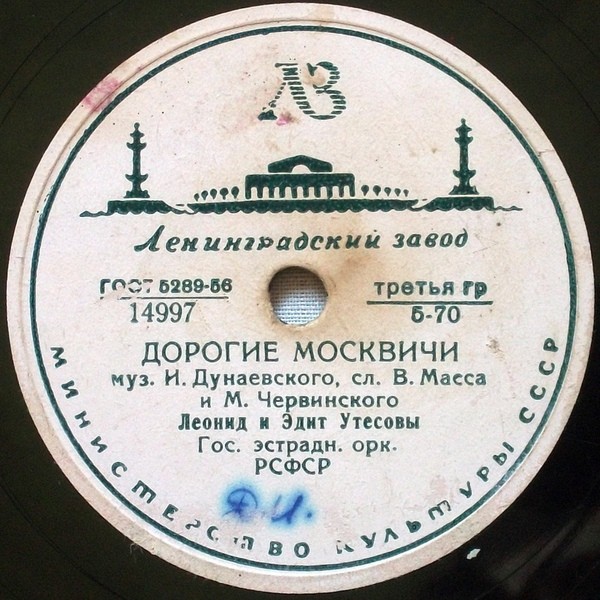 ЛЗ
Ленинградский завод
ГОСТ 5289-56
14997
третья гр
5-70
ДОРОГИЕ МОСКВИЧИ
муз. И. Дунаевского, сл. В. Масса
и М. Червинского
Леонид и Эдит Утесовы
Гос. эстрадн. орк.
РСФСР
Д И.
МИНИСТЕРСТВО КУЛЬТУРЫ СССР